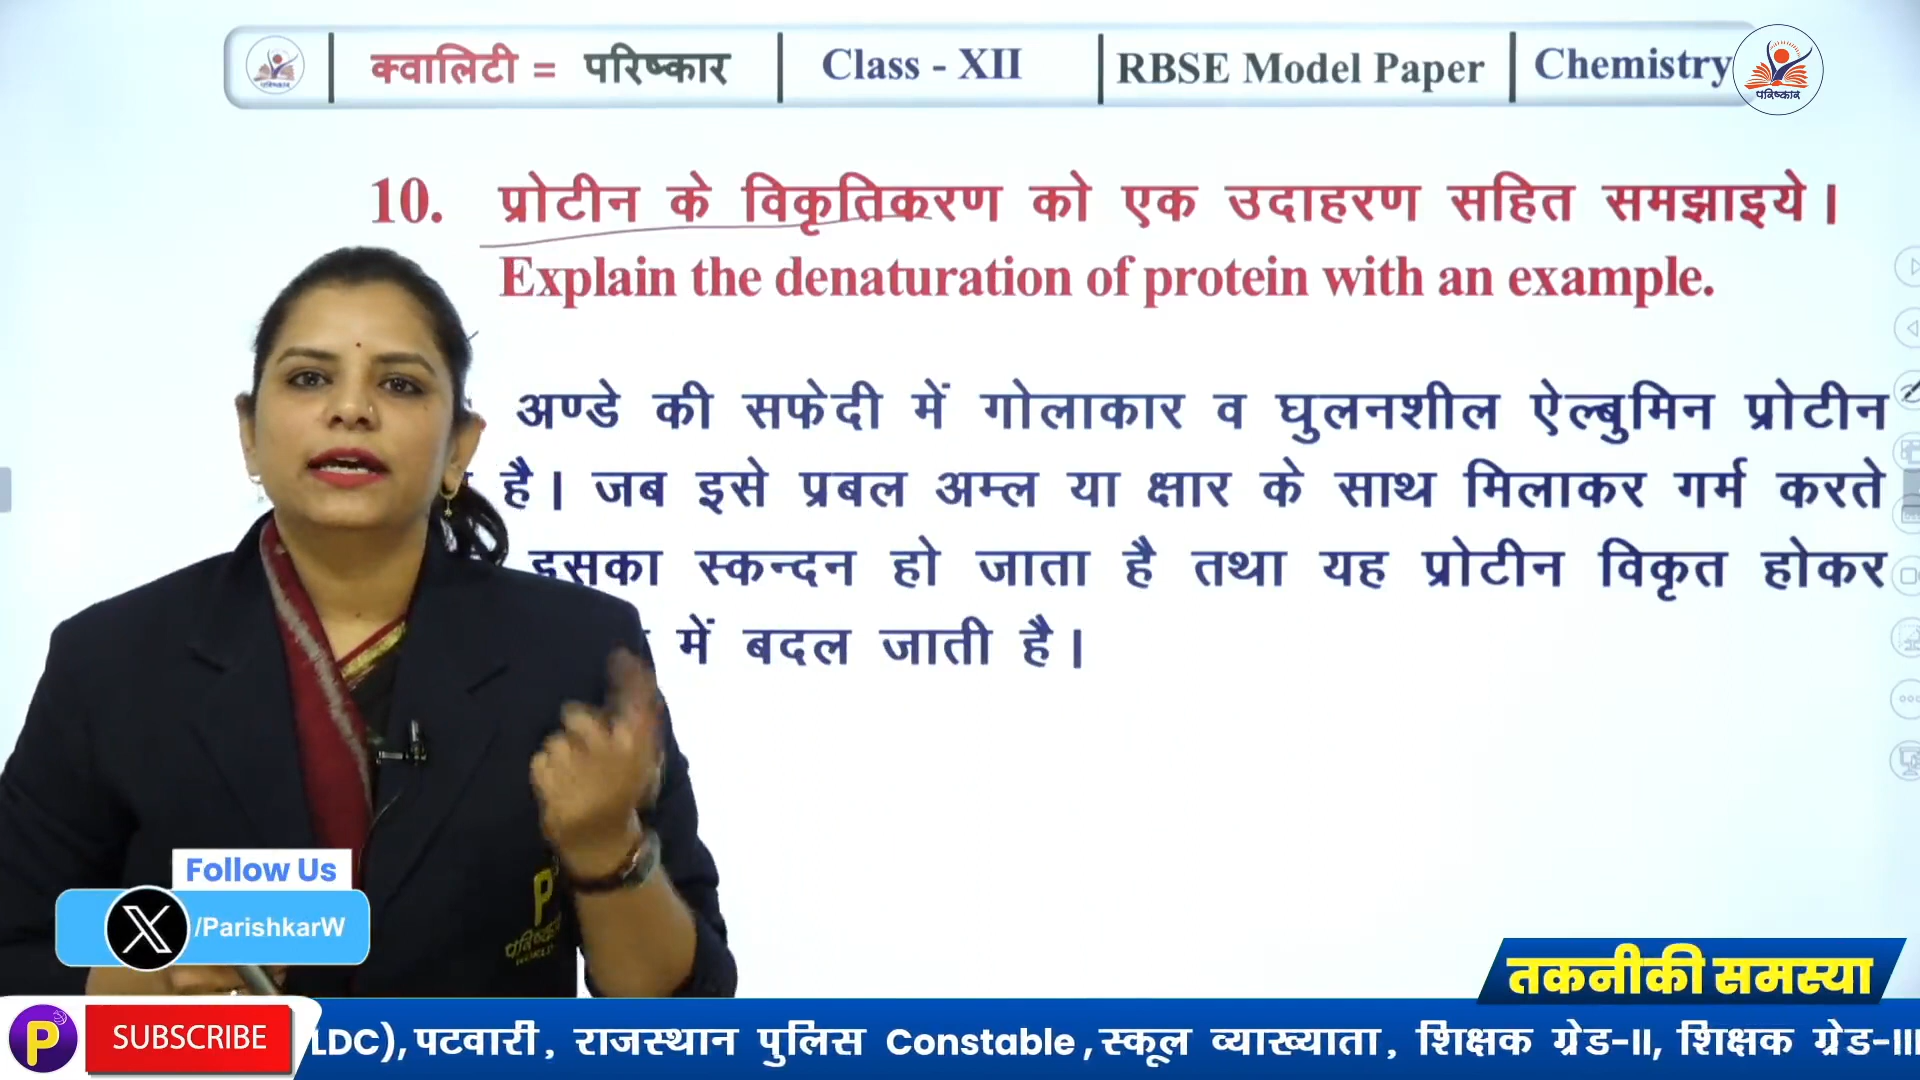 क्वालिटी = परिष्कार
Class - XII
RBSE Model Paper
Chemistry
परिष्कार
10. प्रोटीन के विकृतिकरण को एक उदाहरण सहित समझाइये।
Explain the denaturation of protein with an example.
अण्डे की सफेदी में गोलाकार व घुलनशील ऐल्बुमिन प्रोटीन
है। जब इसे प्रबल अम्ल या क्षार के साथ मिलाकर गर्म करते
इसका स्कन्दन हो जाता है तथा यह प्रोटीन विकृत होकर
में बदल जाती है।
Follow Us
/ParishkarW
तकनीकी समस्या
SUBSCRIBE
LDC), पटवारी, राजस्थान पुलिस Constable, स्कूल व्याख्याता, शिक्षक ग्रेड-II, शिक्षक ग्रेड-III